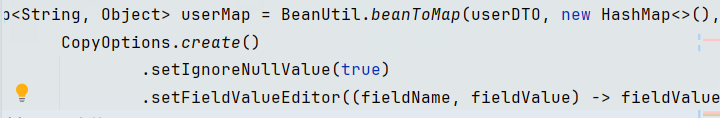 p<String, Object> userMap = BeanUtil.beanToMap(userDTO, new HashMap<>(),
CopyOptions.create()
.setIgnoreNullValue(true)
.setFieldValueEditor((fieldName, fieldValue) -> fieldValue